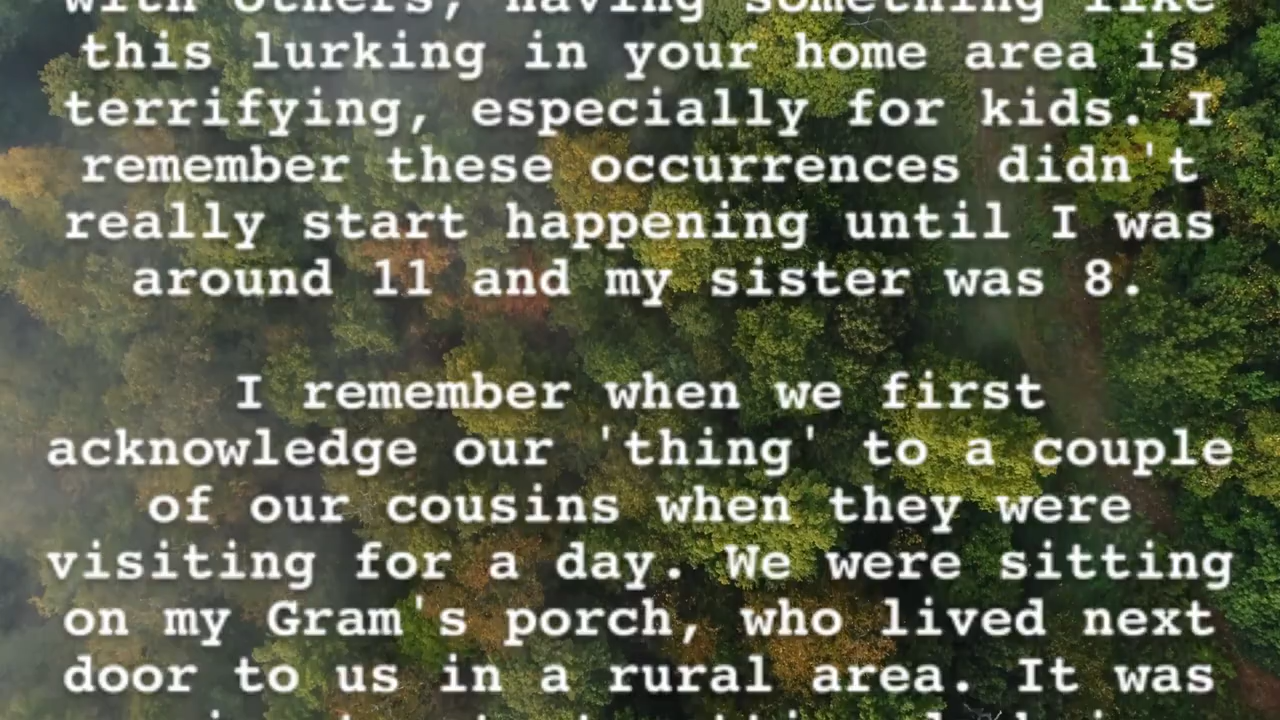 with others, having something like
this lurking in your home area is
terrifying, especially for kids. I
remember these occurrences didn't
really start happening until I was
around 11 and my sister was 8.
I remember when we first
acknowledge our 'thing' to a couple
of our cousins when they were
visiting for a day. We were sitting
on my Gram's porch, who lived next
door to us in a rural area. It was